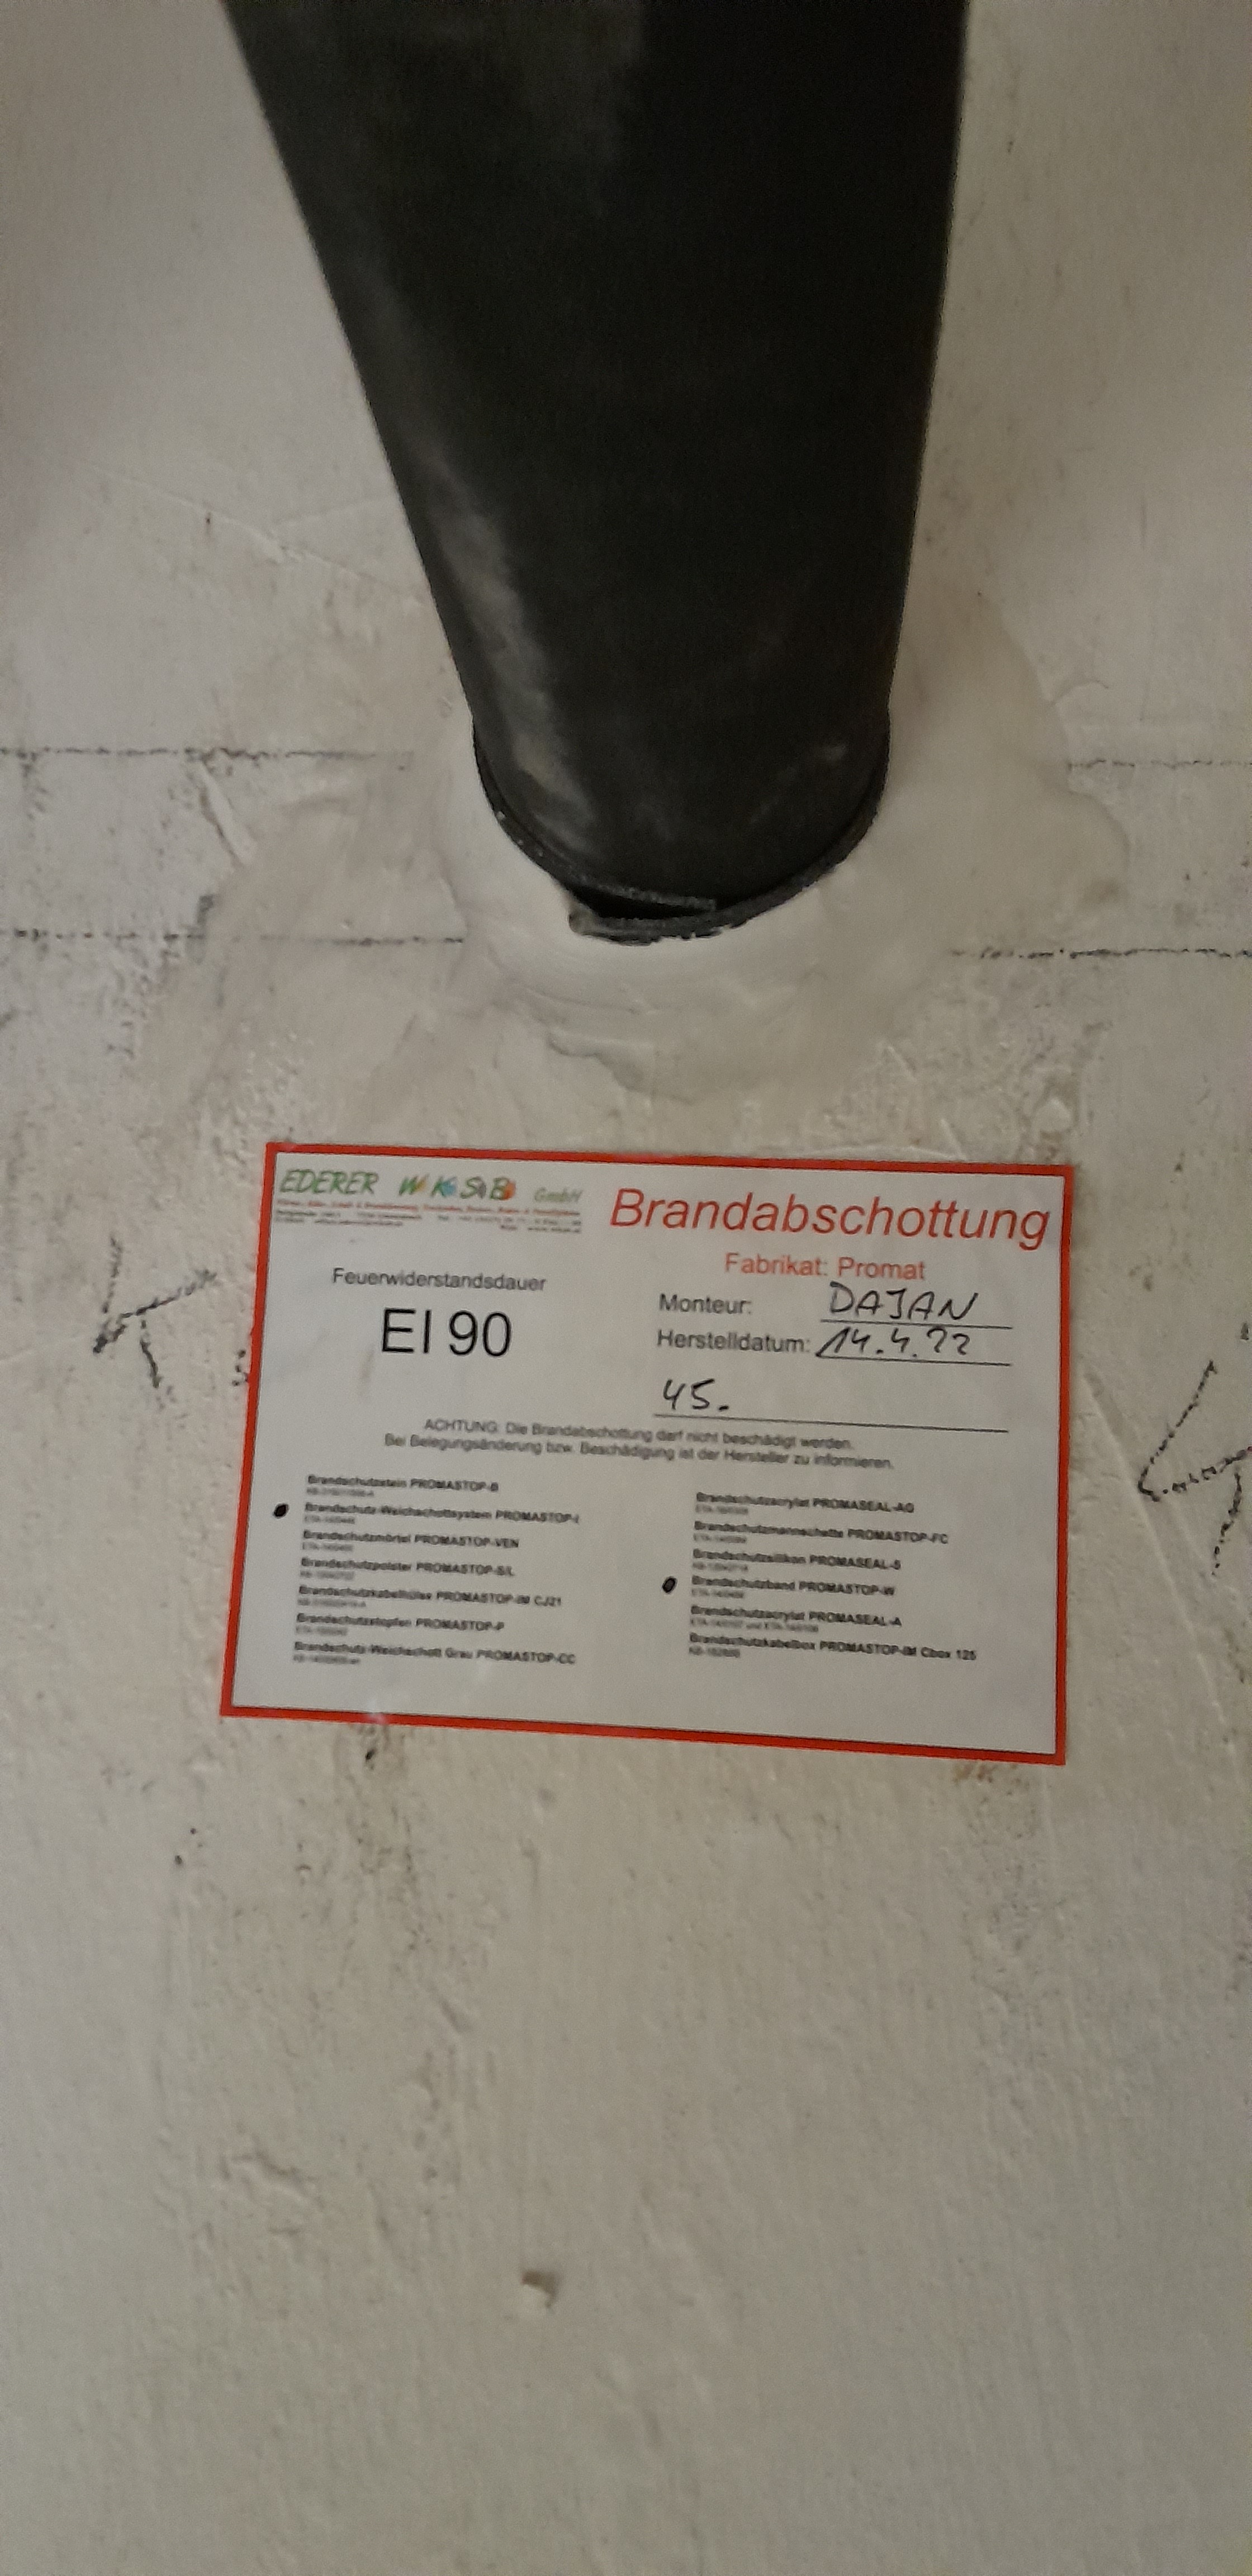 EDERER W K S B GmbH
Brandabschottung
Fabrikat: Promat
Feuerwiderstandsdauer
EI 90
Monteur: DAJAN
Herstelldatum: 14.4.22
45.
ACHTUNG: Die Brandabschottung darf nicht beschädigt werden.
Bei Belegungsänderung bzw. Beschädigung ist der Hersteller zu informieren.
Brandschutzstein PROMASTOP-B
Brandschutz-Weichschottsystem PROMASTOP-I
Brandschutzmörtel PROMASTOP-VEN
Brandschutzpolster PROMASTOP-S/L
Brandschutzkabelhülse PROMASTOP-IM CJ21
Brandschutzstopfen PROMASTOP-P
Brandschutz-Weichschott Grau PROMASTOP-CC
Brandschutzacrylat PROMASEAL-AG
Brandschutzmannschette PROMASTOP-FC
Brandschutzsilikon PROMASEAL-S
Brandschutzband PROMASTOP-W
Brandschutzacrylat PROMASEAL-A
Brandschutzkabelbox PROMASTOP-IM Cbox 125